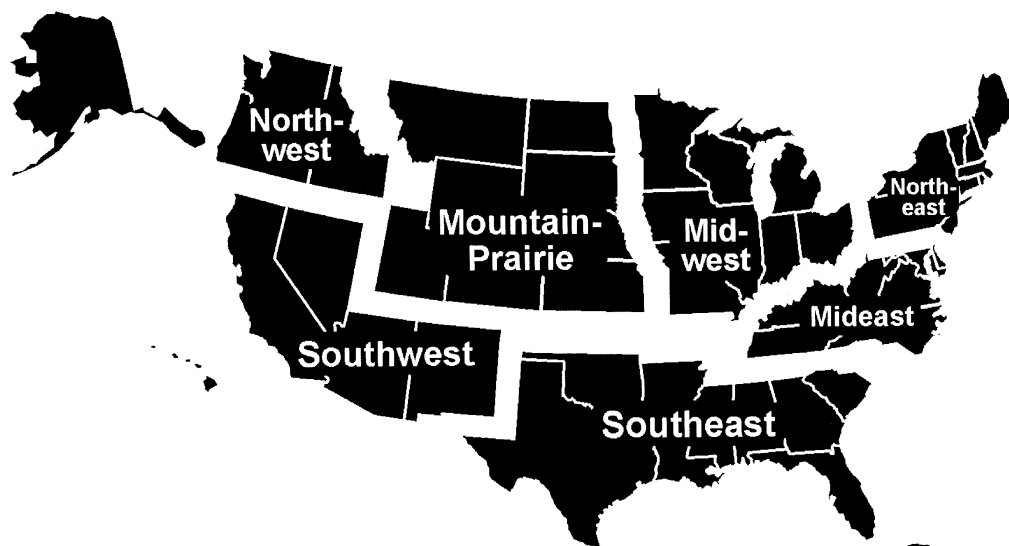 North-
west
Mountain-
Prairie
Mid-
west
North-
east
Mideast
Southwest
Southeast